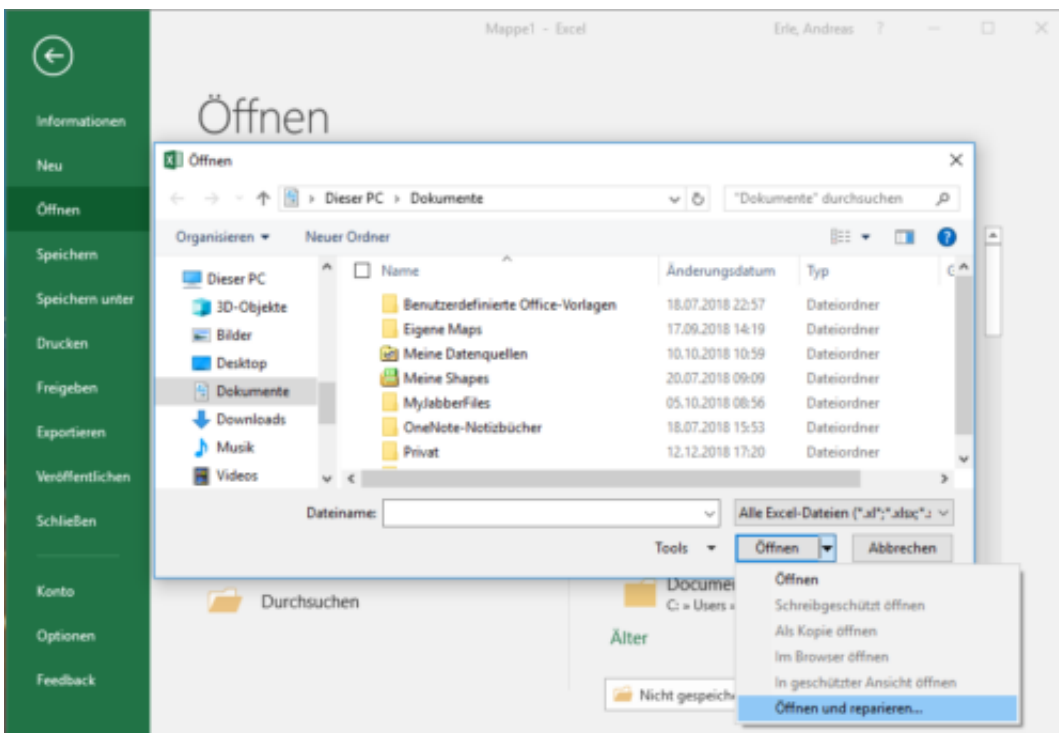 Mappe1 - Excel
Erle, Andreas ?
Öffnen
Informationen
Neu
Öffnen
Speichern
Speichern unter
Drucken
Freigeben
Exportieren
Veröffentlichen
Schließen
Konto
Optionen
Feedback
Öffnen
Dieser PC > Dokumente
"Dokumente" durchsuchen
Organisieren
Neuer Ordner
?
Dieser PC
3D-Objekte
Bilder
Desktop
Dokumente
Downloads
Musik
Videos
Name Änderungsdatum Typ
Benutzerdefinierte Office-Vorlagen 18.07.2018 22:57 Dateiordner
Eigene Maps 17.09.2018 14:19 Dateiordner
Meine Datenquellen 10.10.2018 10:59 Dateiordner
Meine Shapes 20.07.2018 09:09 Dateiordner
MyJabberFiles 05.10.2018 08:56 Dateiordner
OneNote-Notizbücher 18.07.2018 15:53 Dateiordner
Privat 12.12.2018 17:20 Dateiordner
Dateiname:
Alle Excel-Dateien (*.xl*;*.xlsx;*.
Tools
Öffnen
Abbrechen
Durchsuchen
C: » Users »
Älter
Nicht
Öffnen
Schreibgeschützt öffnen
Als Kopie öffnen
Im Browser öffnen
In geschützter Ansicht öffnen
Öffnen und reparieren...